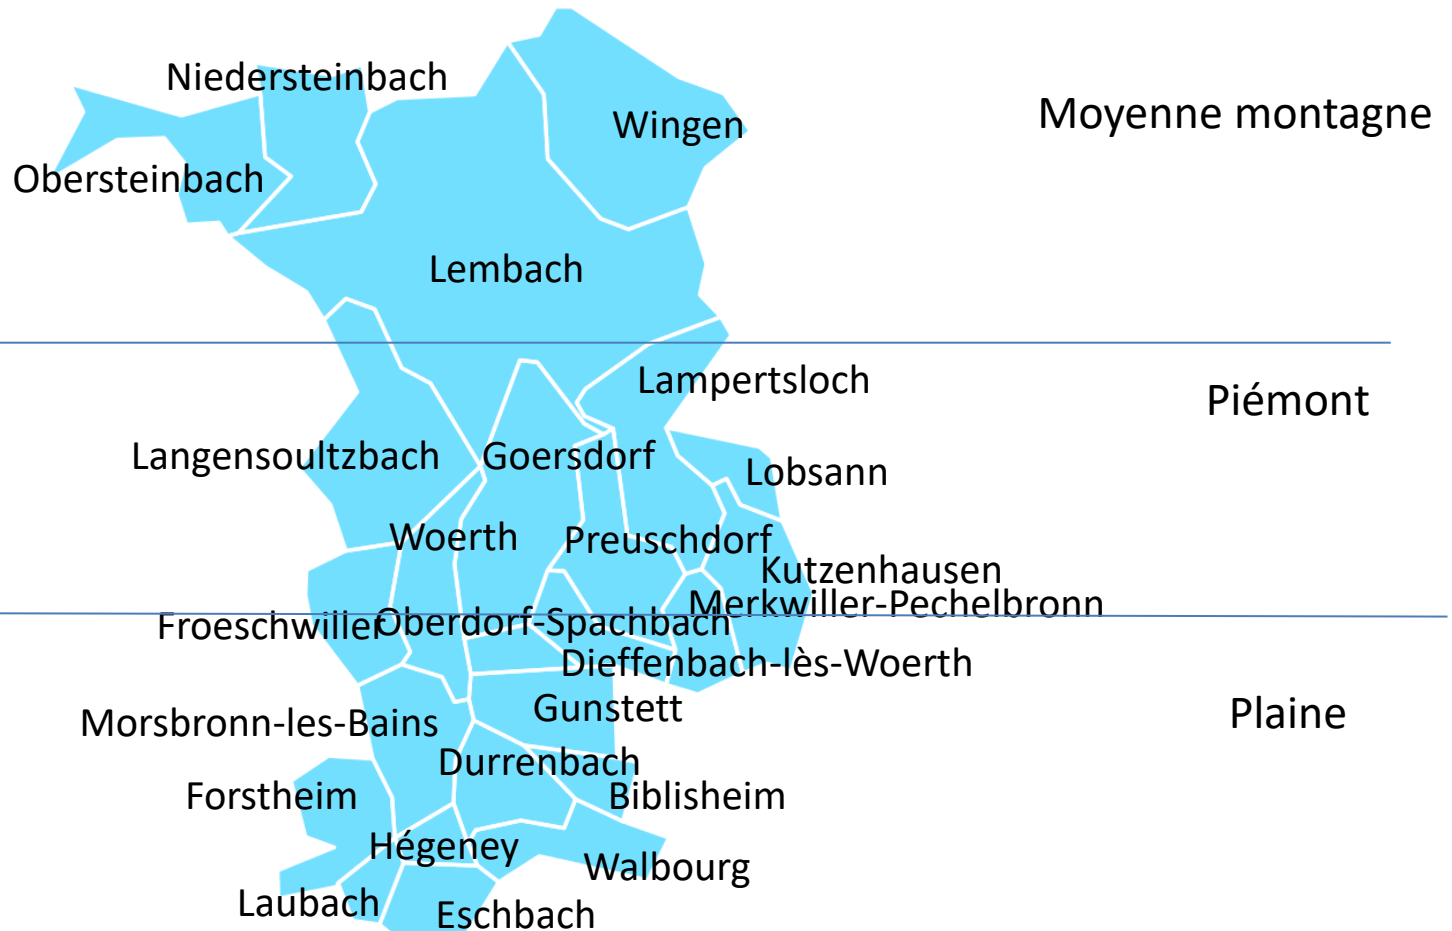 Niedersteinbach
Moyenne montagne
Wingen
Obersteinbach
Lembach
Lampertsloch
Piémont
Langensoultzbach
Goersdorf
Lobsann
Woerth
Preuschdorf
Kutzenhausen
Merkwiller-Pechelbronn
Froeschwiller
Oberdorf-Spachbach
Dieffenbach-lès-Woerth
Gunstett
Plaine
Morsbronn-les-Bains
Durrenbach
Forstheim
Biblisheim
Hégeney
Walbourg
Laubach
Eschbach